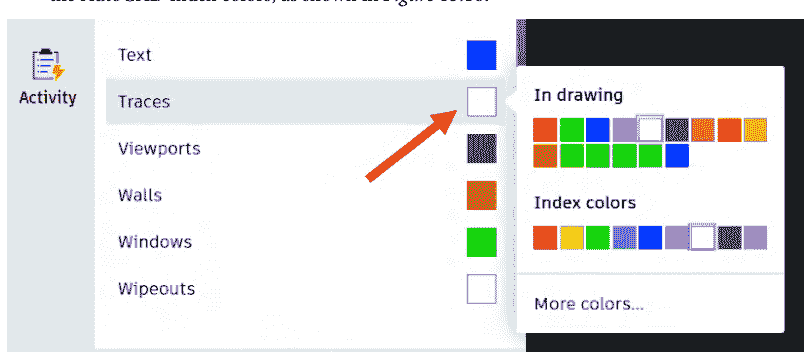 Activity
Text
Traces
Viewports
Walls
Windows
Wipeouts
In drawing
Index colors
More colors...